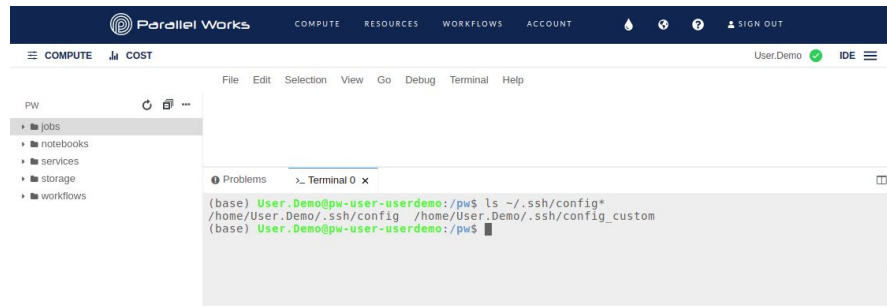 Parallel Works COMPUTE RESOURCES WORKFLOWS ACCOUNT SIGN OUT
COMPUTE COST User.Demo IDE
File Edit Selection View Go Debug Terminal Help
PW
jobs
notebooks
services
storage
workflows
Problems >_ Terminal 0 x
(base) User.Demo@pw-user-userdemo:/pw$ ls ~/.ssh/config*
/home/User.Demo/.ssh/config /home/User.Demo/.ssh/config_custom
(base) User.Demo@pw-user-userdemo:/pw$